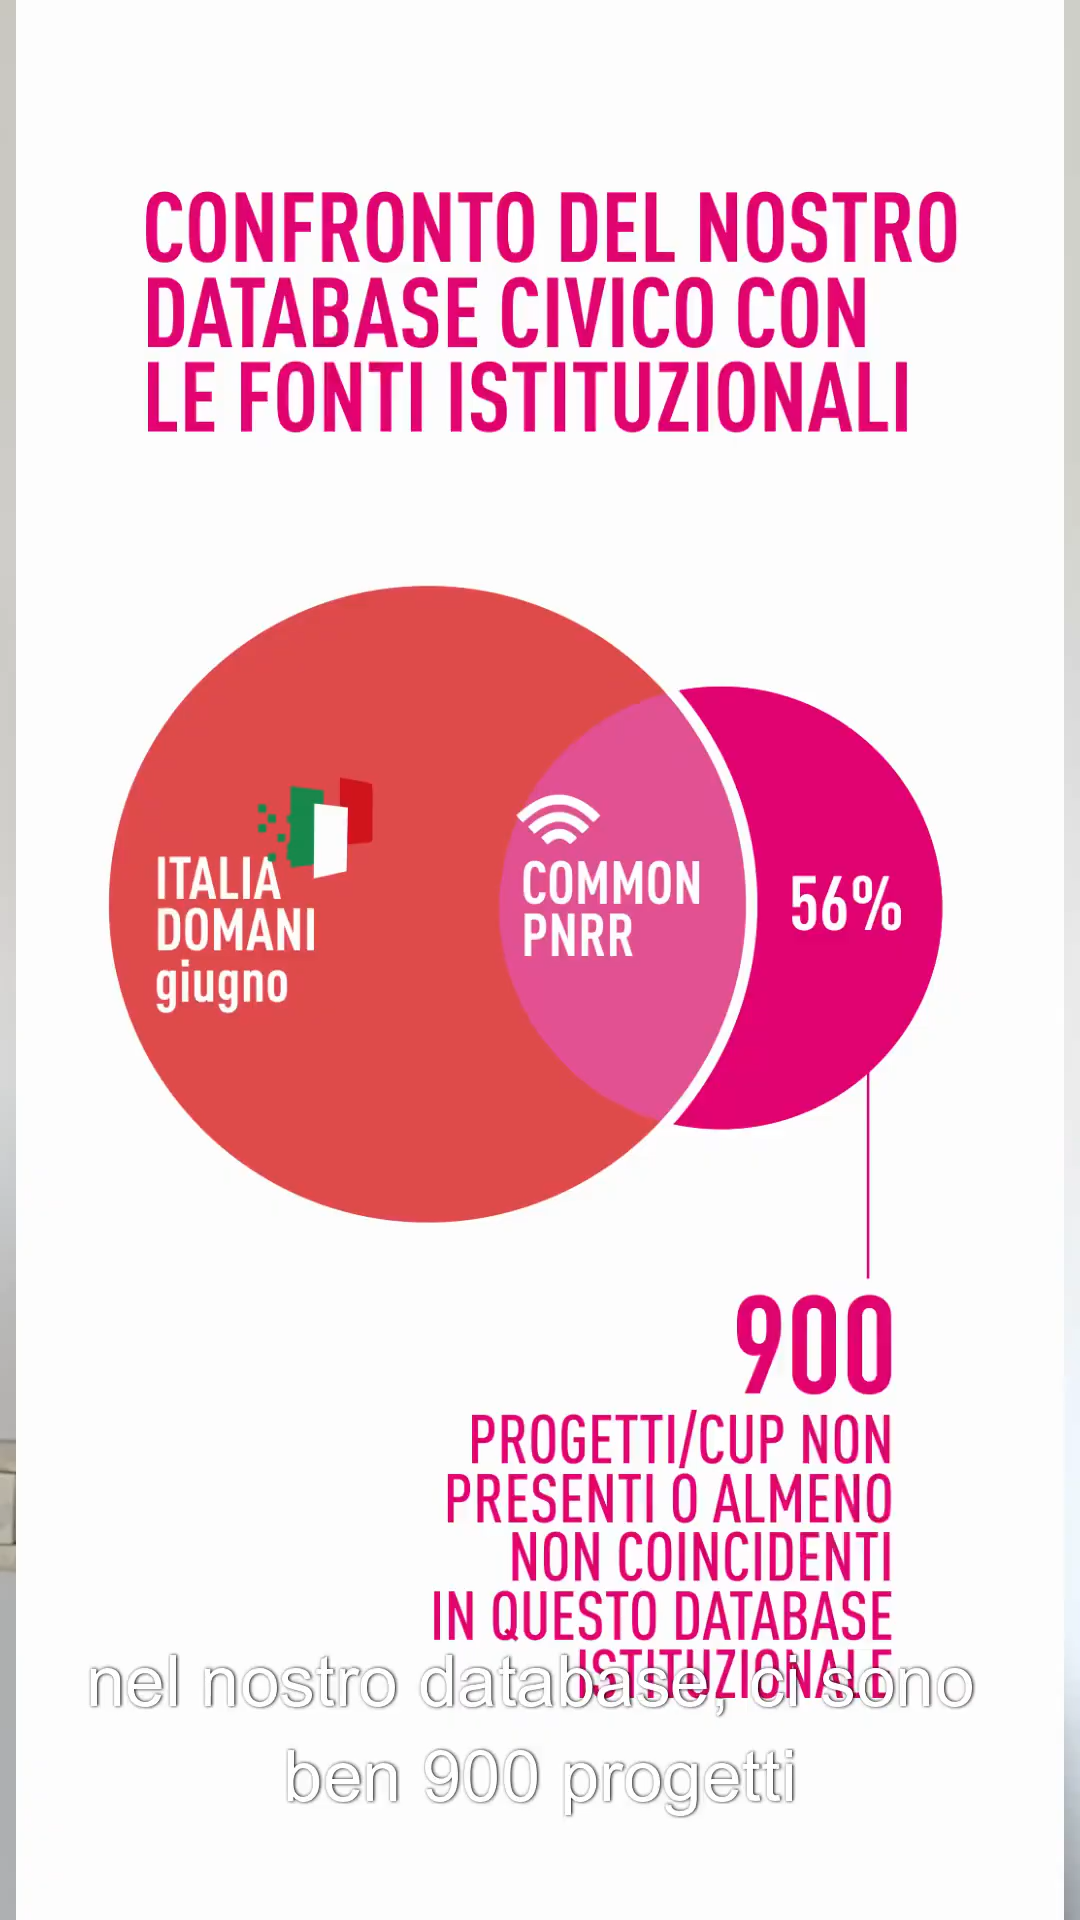 CONFRONTO DEL NOSTRO
DATABASE CIVICO CON
LE FONTI ISTITUZIONALI
ITALIA
DOMANI
giugno
COMMON
PNRR
56%
900
PROGETTI/CUP NON
PRESENTI O ALMENO
NON COINCIDENTI
IN QUESTO DATABASE
ISTITUZIONALE
nel nostro database, ci sono
ben 900 progetti